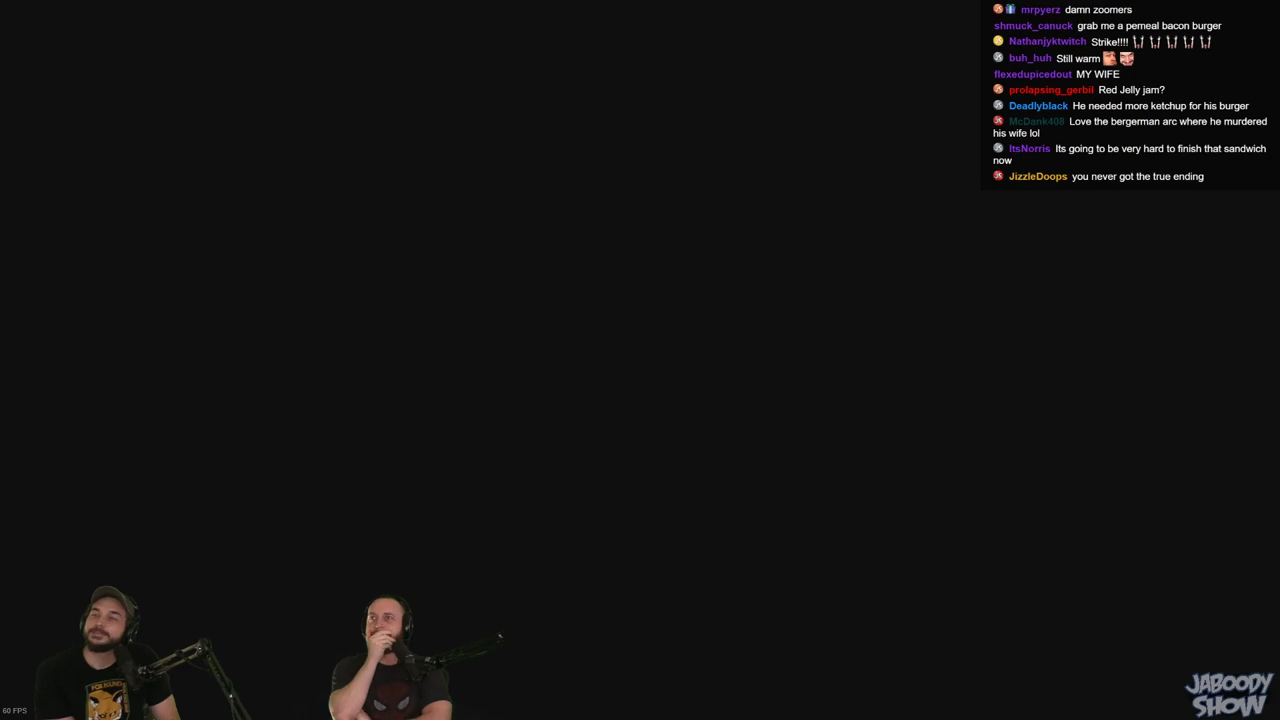 mrpyerz damn zoomers
shmuck_canuck grab me a pemeal bacon burger
Nathanjyktwitch Strike!!!!
buh_huh Still warm
flexedupicedout MY WIFE
prolapsing_gerbil Red Jelly jam?
Deadlyblack He needed more ketchup for his burger
McDank408 Love the bergerman arc where he murdered
his wife lol
ItsNorris Its going to be very hard to finish that sandwich
now
JizzleDoops you never got the true ending
FOXHOUND
60 FPS
JABOODY
SHOW